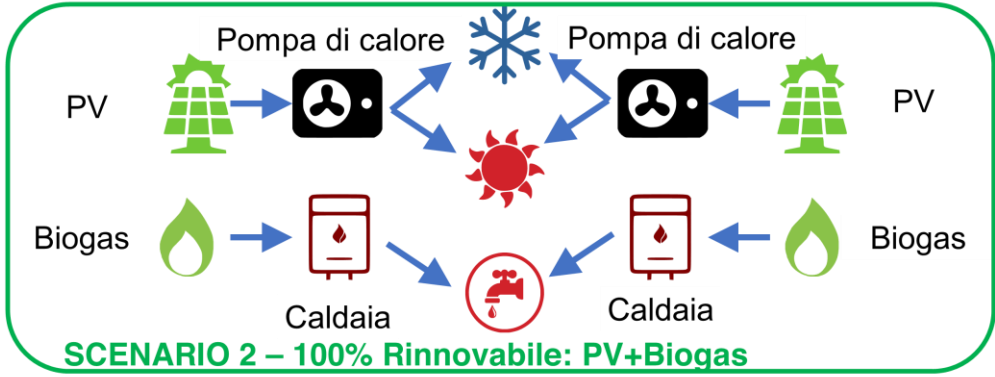 Pompa di calore
Pompa di calore
PV
PV
Biogas
Biogas
Caldaia
Caldaia
SCENARIO 2 – 100% Rinnovabile: PV+Biogas